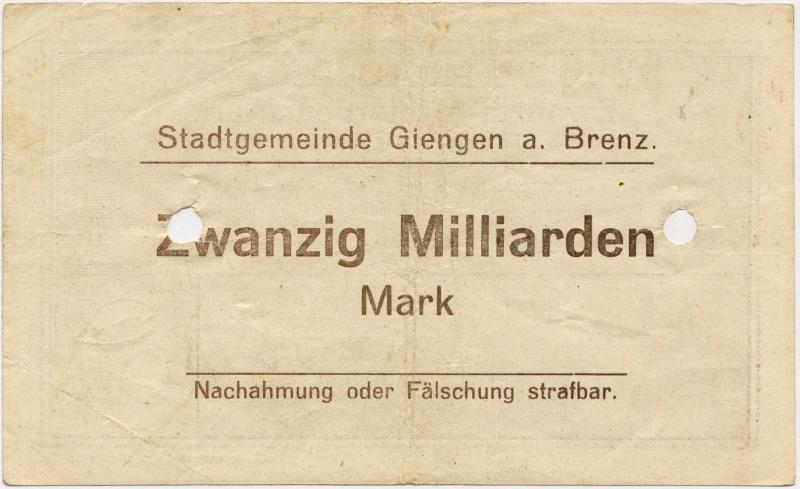 Stadtgemeinde Giengen a. Brenz.
Zwanzig Milliarden
Mark
Nachahmung oder Fälschung strafbar.